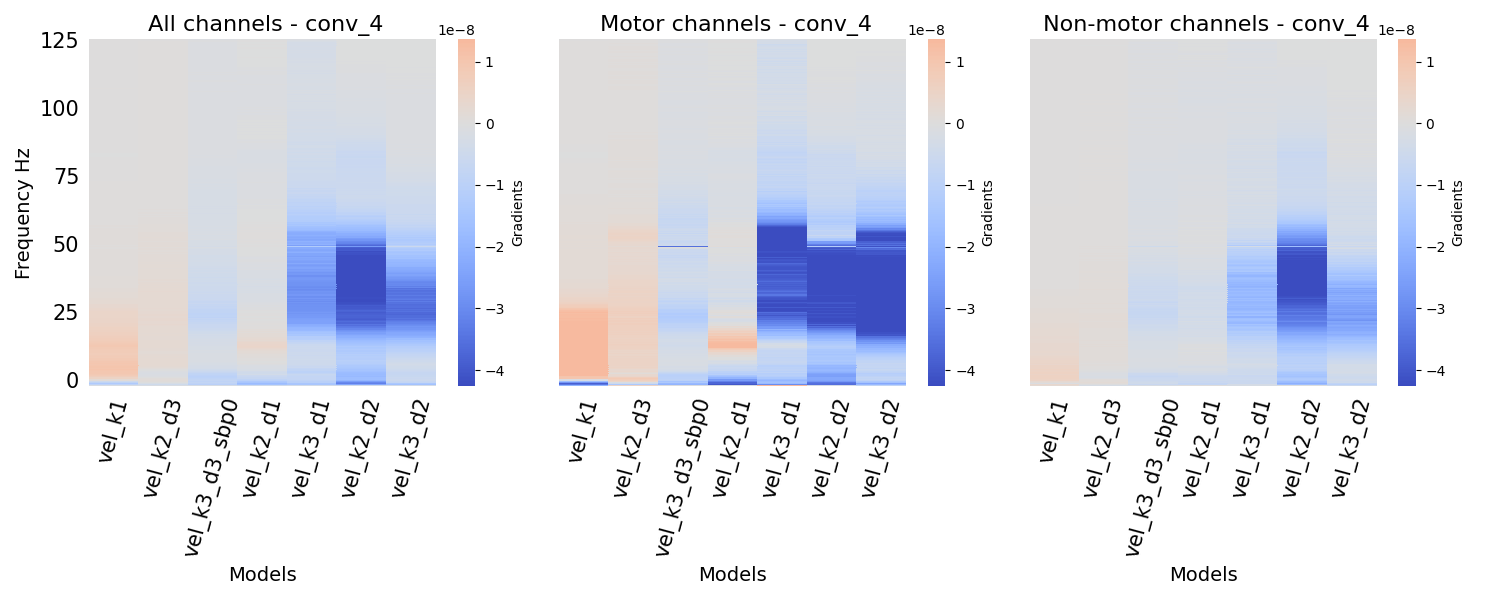 All channels - conv_4
1e−8
Motor channels - conv_4
1e−8
Non-motor channels - conv_4
1e−8
Frequency Hz
125
100
75
50
25
0
1
0
−1
−2
−3
−4
Gradients
1
0
−1
−2
−3
−4
Gradients
1
0
−1
−2
−3
−4
Gradients
vel_k1
vel_k2_d3
vel_k3_d3_sbp0
vel_k2_d1
vel_k3_d1
vel_k2_d2
vel_k3_d2
vel_k1
vel_k2_d3
vel_k3_d3_sbp0
vel_k2_d1
vel_k3_d1
vel_k2_d2
vel_k3_d2
vel_k1
vel_k2_d3
vel_k3_d3_sbp0
vel_k2_d1
vel_k3_d1
vel_k2_d2
vel_k3_d2
Models
Models
Models